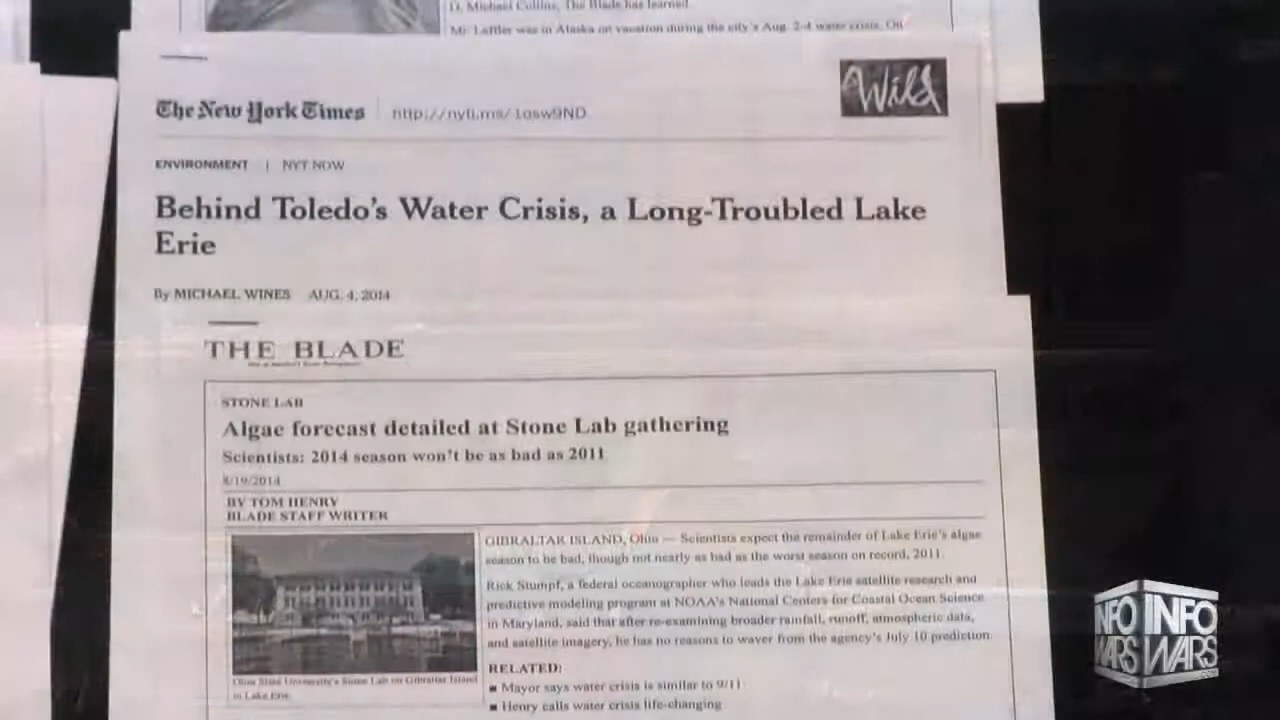 D. Michael Collins, The Blade has learned.
Mr. Leffler was in Alaska on vacation during the city's Aug. 2-4 water crisis. On
The New York Times | http://nyti.ms/1osw9ND
Wild
ENVIRONMENT | NYT NOW
Behind Toledo's Water Crisis, a Long-Troubled Lake
Erie
By MICHAEL WINES AUG. 4, 2014
THE BLADE
STONE LAB
Algae forecast detailed at Stone Lab gathering
Scientists: 2014 season won't be as bad as 2011
8/19/2014
BY TOM HENRY
BLADE STAFF WRITER
GIBRALTAR ISLAND, Ohio — Scientists expect the remainder of Lake Erie's algae
season to be bad, though not nearly as bad as the worst season on record, 2011.
Rick Stumpf, a federal oceanographer who leads the Lake Erie satellite research and
predictive modeling program at NOAA's National Centers for Coastal Ocean Science
in Maryland, said that after re-examining broader rainfall, runoff, atmospheric data,
and satellite imagery, he has no reasons to waver from the agency's July 10 prediction.
Ohio State University's Stone Lab on Gibraltar Island
in Lake Erie.
RELATED:
■ Mayor says water crisis is similar to 9/11
■ Henry calls water crisis life-changing
INFO INFO
WARS WARS
.COM